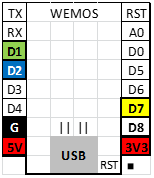 TX WEMOS RST
RX A0
D1 D0
D2 D5
D3 D6
D4 D7
G D8
5V USB 3V3
RST